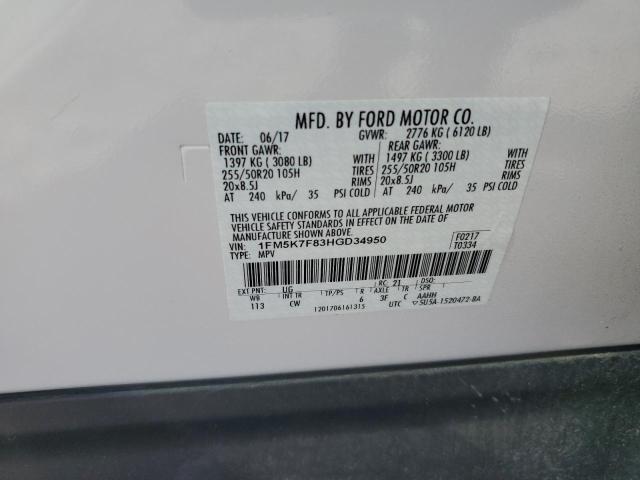 MFD. BY FORD MOTOR CO.
DATE: 06/17 GVWR: 2776 KG ( 6120 LB)
FRONT GAWR: REAR GAWR:
1397 KG ( 3080 LB) WITH 1497 KG ( 3300 LB) WITH
255/50R20 105H TIRES 255/50R20 105H TIRES
20x8.5J RIMS 20x8.5J RIMS
AT 240 kPa/ 35 PSI COLD AT 240 kPa/ 35 PSI COLD
THIS VEHICLE CONFORMS TO ALL APPLICABLE FEDERAL MOTOR
VEHICLE SAFETY STANDARDS IN EFFECT ON THE DATE OF
MANUFACTURE SHOWN ABOVE.
VIN: 1FM5K7F83HGD34950 F0217
TYPE: MPV T0334
EXT PNT: UG RC: 21 DSO:
WB INT TR TP/PS R AXLE TR SPR
113 CW 6 3F C AAHH
1201706161315 UTC ▽5U5A-1520472-BA